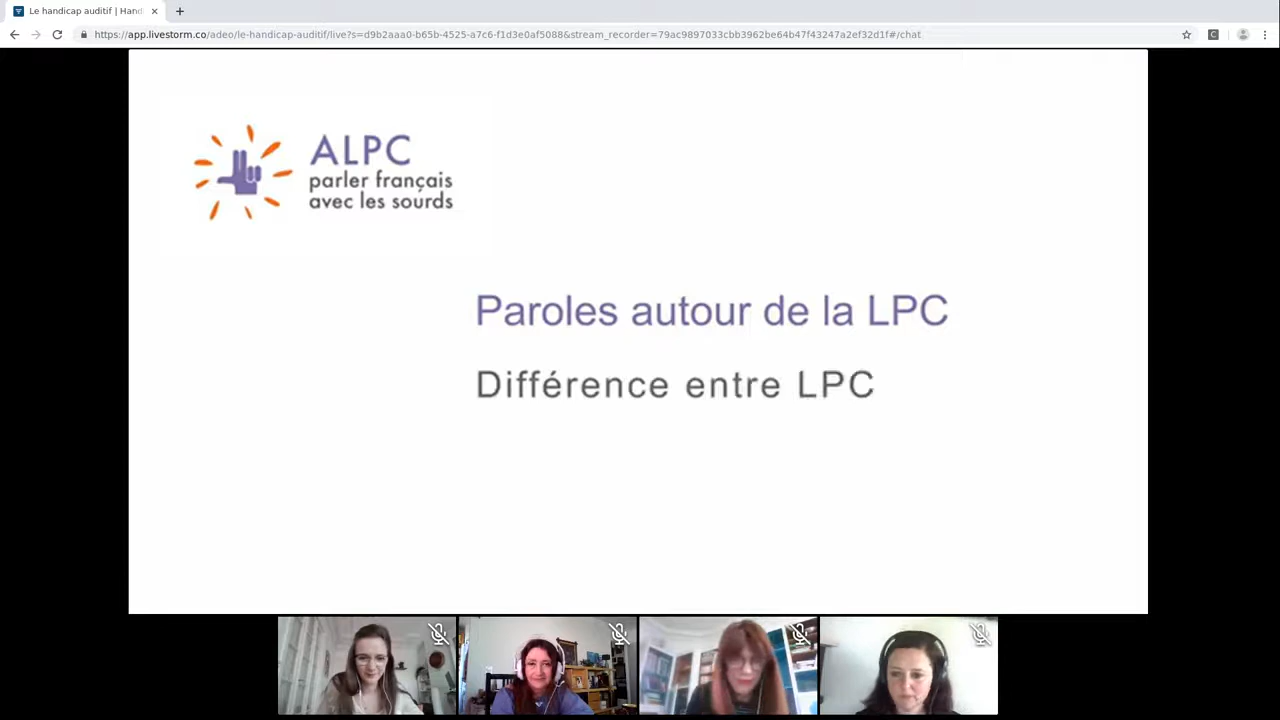 Le handicap auditif | Hand
https://app.livestorm.co/adeo/le-handicap-auditif/live?s=d9b2aaa0-b65b-4525-a7c6-f1d3e0af5088&stream_recorder=79ac9897033cbb3962be64b47f43247a2ef32d1f#/chat
C
ALPC
parler français
avec les sourds
Paroles autour de la LPC
Différence entre LPC